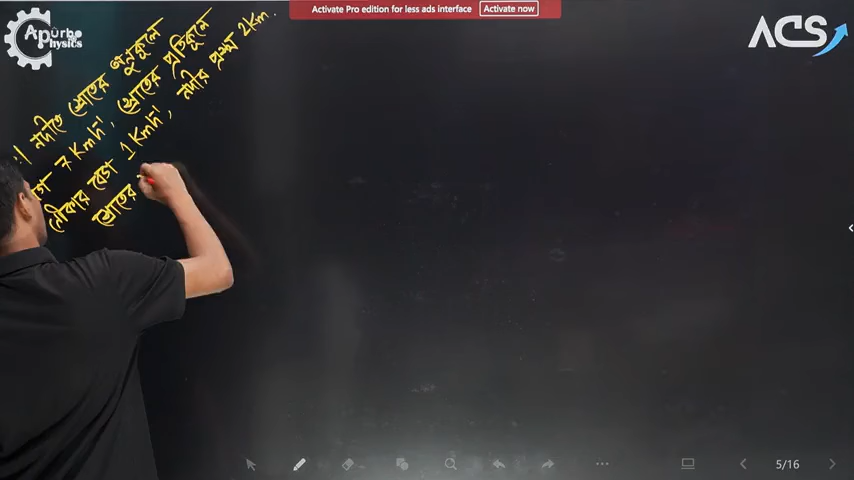 Apurbo
Physics
Activate Pro edition for less ads interface
Activate now
ACS
নদীতে স্রোতের অনুকূলে
7 Kmh⁻¹, স্রোতের প্রতিকূলে
নৌকার বেগ 1 Kmh⁻¹, নদীর প্রস্থ 2Km.
স্রোতের
5/16